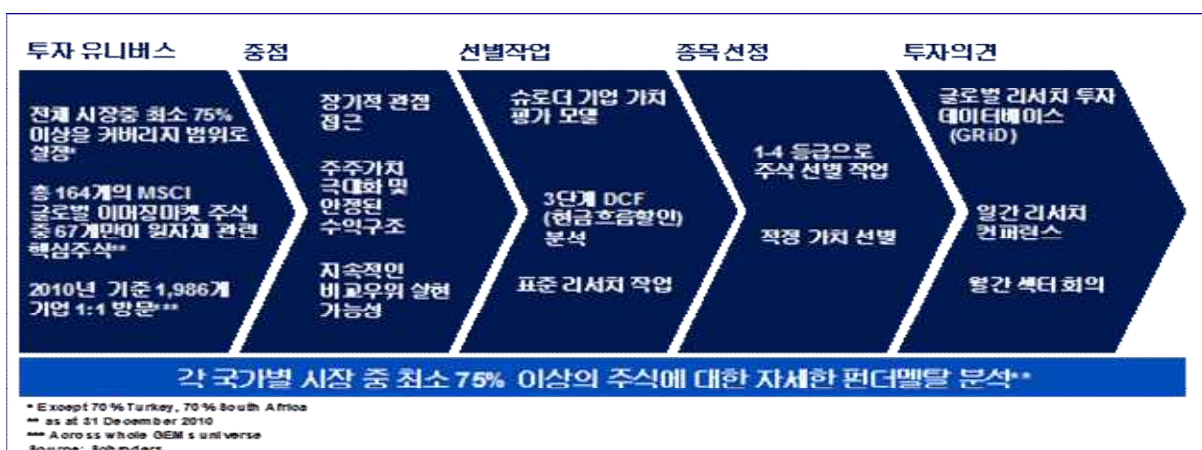 투자 유니버스
중점
선별작업
종목선정
투자의견
전체 시장중 최소 75%
이상을 커버리지 범위로
설정*
총 164개의 MSCI
글로벌 이머징마켓 주식
중 67개만이 원자재 관련
핵심주식**
2010년 기준 1,986개
기업 1:1 방문***
장기적 관점
접근
주주가치
극대화 및
안정된
수익구조
지속적인
비교우위 실현
가능성
슈로더 기업 가치
평가 모델
3단계 DCF
(현금흐름할인)
분석
표준 리서치 작업
1-4 등급으로
주식 선별 작업
적정 가치 선별
글로벌 리서치 투자
데이터베이스
(GRiD)
일간 리서치
컨퍼런스
월간 섹터 회의
각 국가별 시장 중 최소 75% 이상의 주식에 대한 자세한 펀더멜탈 분석**
* Except 70% Turkey, 70% South Africa
** as at 31 December 2010
*** Across whole GEMs universe
Source: Schroders